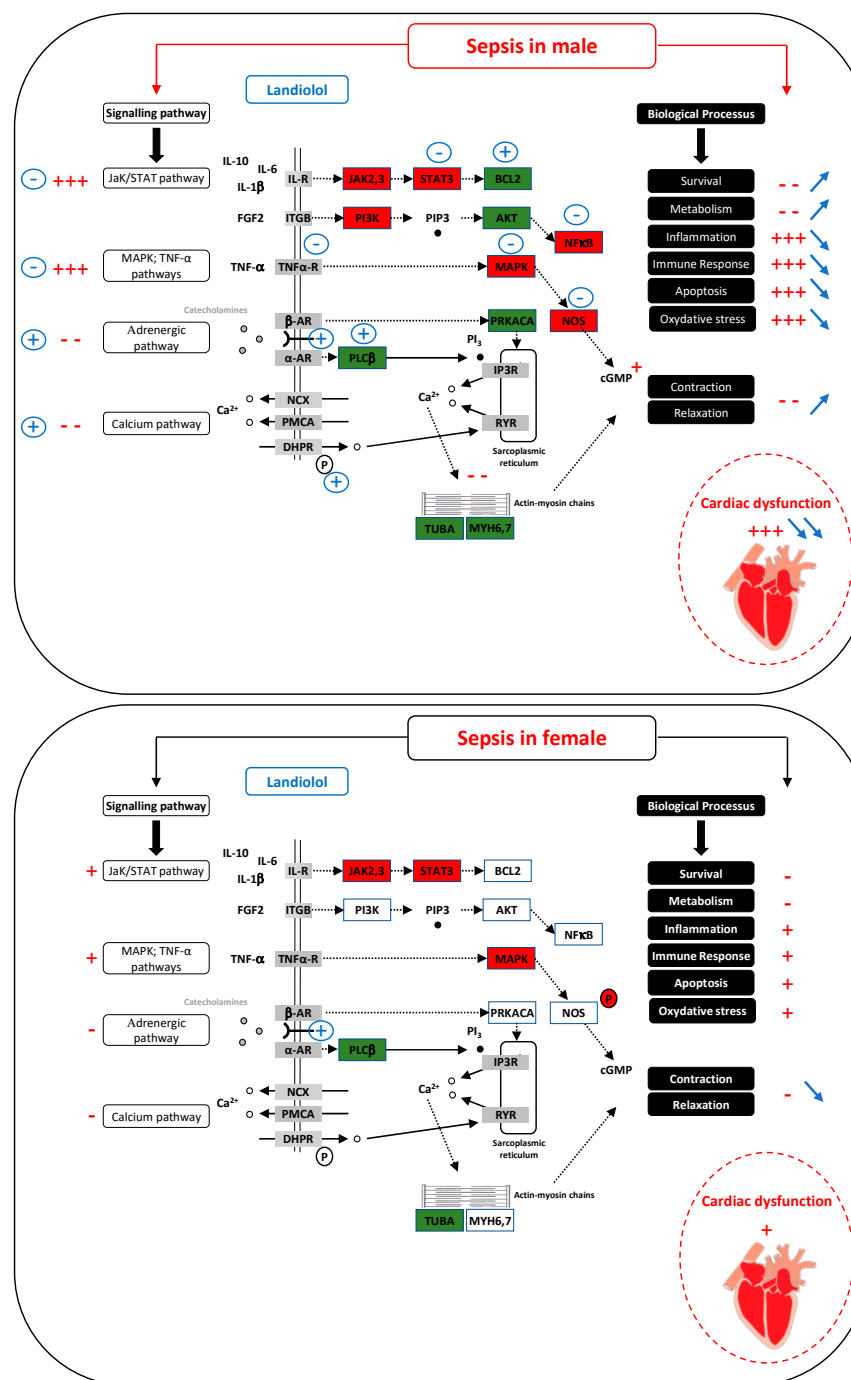 Sepsis in male
Landiolol
Signalling pathway
Biological Processus
IL-10
IL-6
IL-1β
- +++ JaK/STAT pathway
IL-R JAK2,3 STAT3 BCL2
- +
Survival - -
FGF2 ITGB PI3K PIP3 AKT
Metabolism - -
- NFκB
Inflammation +++
- +++ MAPK; TNF-α
pathways
TNF-α TNFα-R MAPK
- -
Immune Response +++
Apoptosis +++
Catecholamines
β-AR PRKACA NOS
-
Oxydative stress +++
+ - - Adrenergic
pathway
+ +
α-AR PLCβ PI3
IP3R
cGMP +
Contraction
- -
Relaxation
+ - - Calcium pathway
Ca2+ NCX
PMCA
Ca2+
RYR
DHPR
P
+
Sarcoplasmic
reticulum
- -
Actin-myosin chains
TUBA MYH6,7
Cardiac dysfunction
+++
Sepsis in female
Landiolol
Signalling pathway
Biological Processus
IL-10
IL-6
IL-1β
+ JaK/STAT pathway
IL-R JAK2,3 STAT3 BCL2
Survival -
FGF2 ITGB PI3K PIP3 AKT
Metabolism -
NFκB
Inflammation +
+ MAPK; TNF-α
pathways
TNF-α TNFα-R MAPK
Immune Response +
Apoptosis +
Catecholamines
β-AR PRKACA NOS
P
Oxydative stress +
- Adrenergic
pathway
+
α-AR PLCβ PI3
IP3R
cGMP
Contraction
-
Relaxation
- Calcium pathway
Ca2+ NCX
PMCA
Ca2+
RYR
DHPR
P
Sarcoplasmic
reticulum
Actin-myosin chains
TUBA MYH6,7
Cardiac dysfunction
+